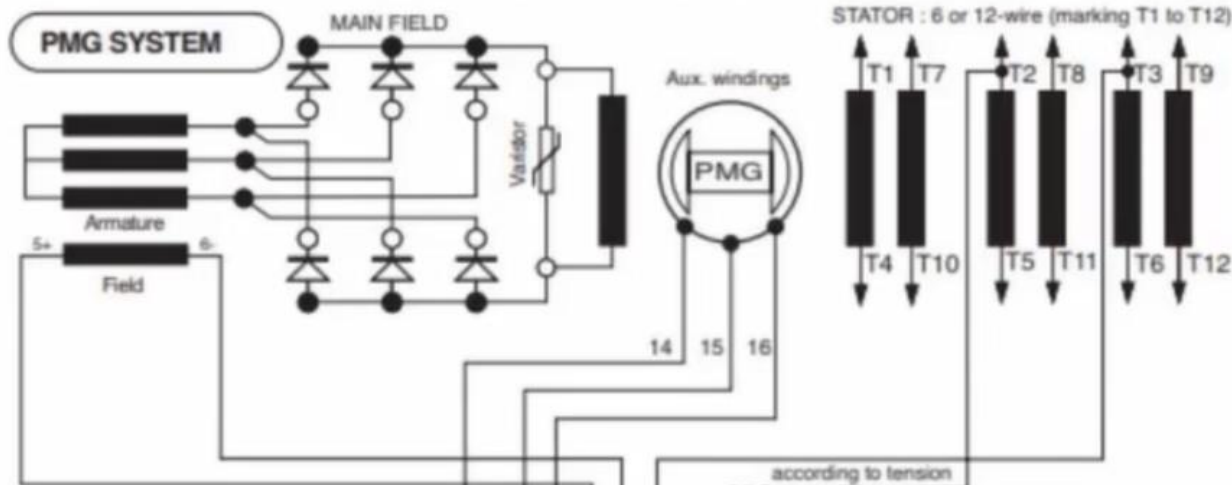 STATOR : 6 or 12-wire (marking T1 to T12)
MAIN FIELD
PMG SYSTEM
Aux. windings
T1 T7 T2 T8 T3 T9
Varistor
PMG
Armature
5+ 6-
Field
T4 T10 T5 T11 T6 T12
14 15 16
according to tension